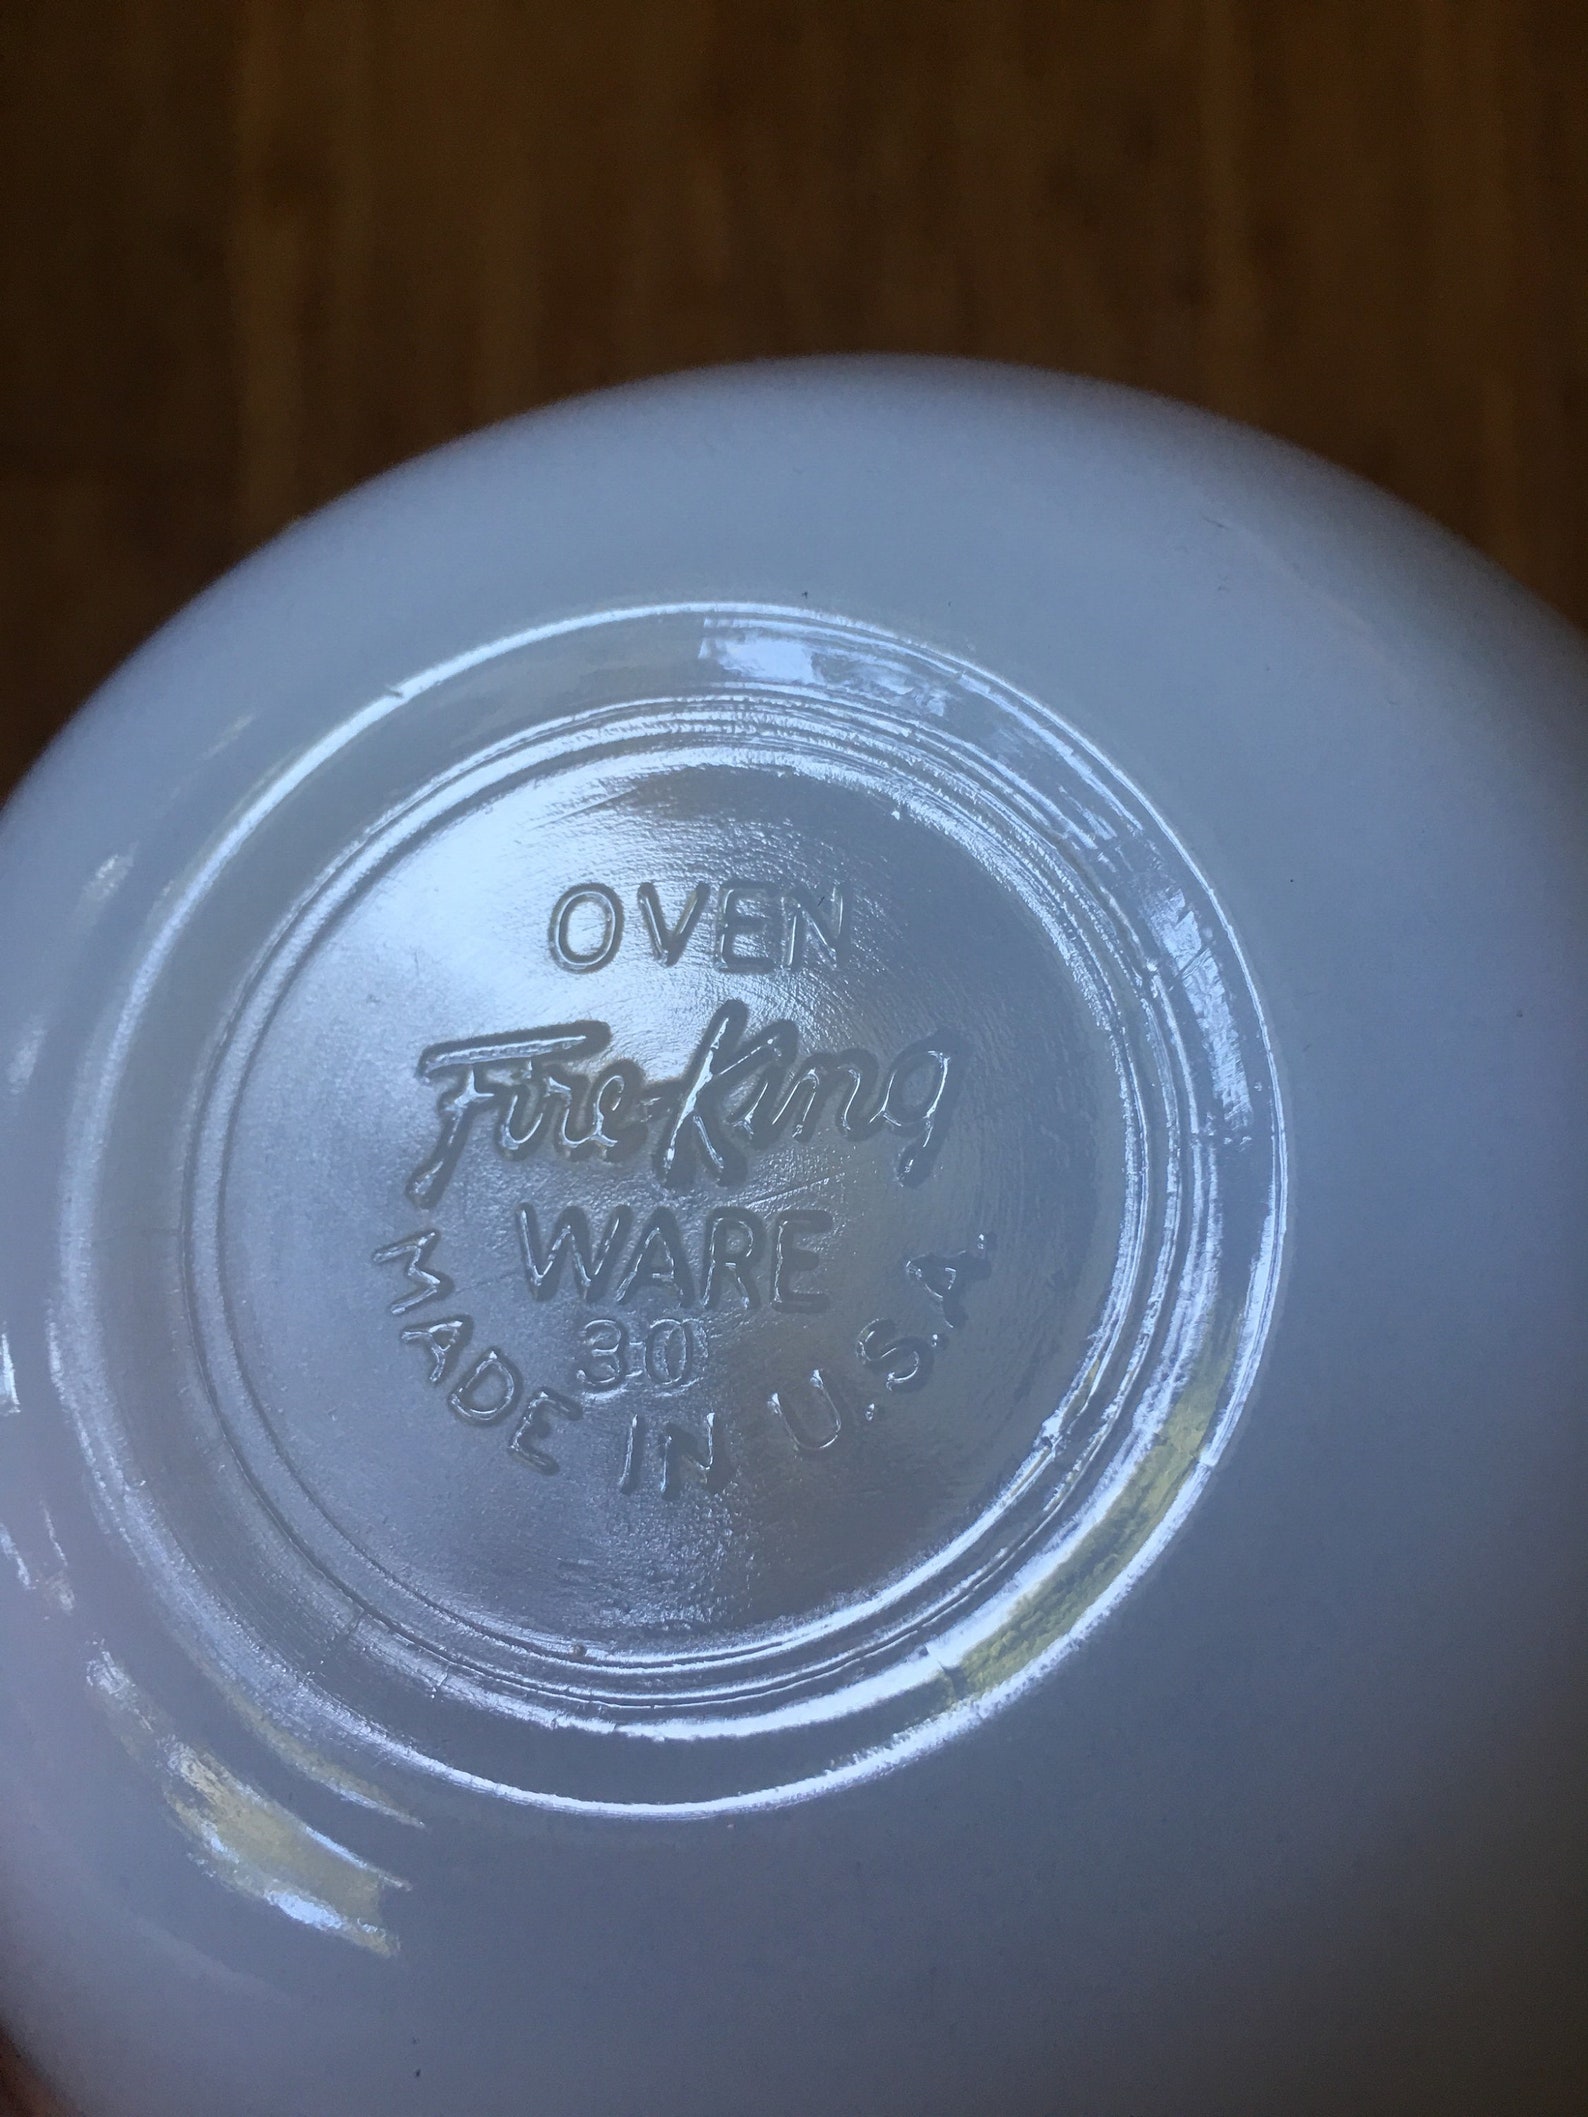 OVEN
Fire-King
WARE
30
MADE IN U.S.A.